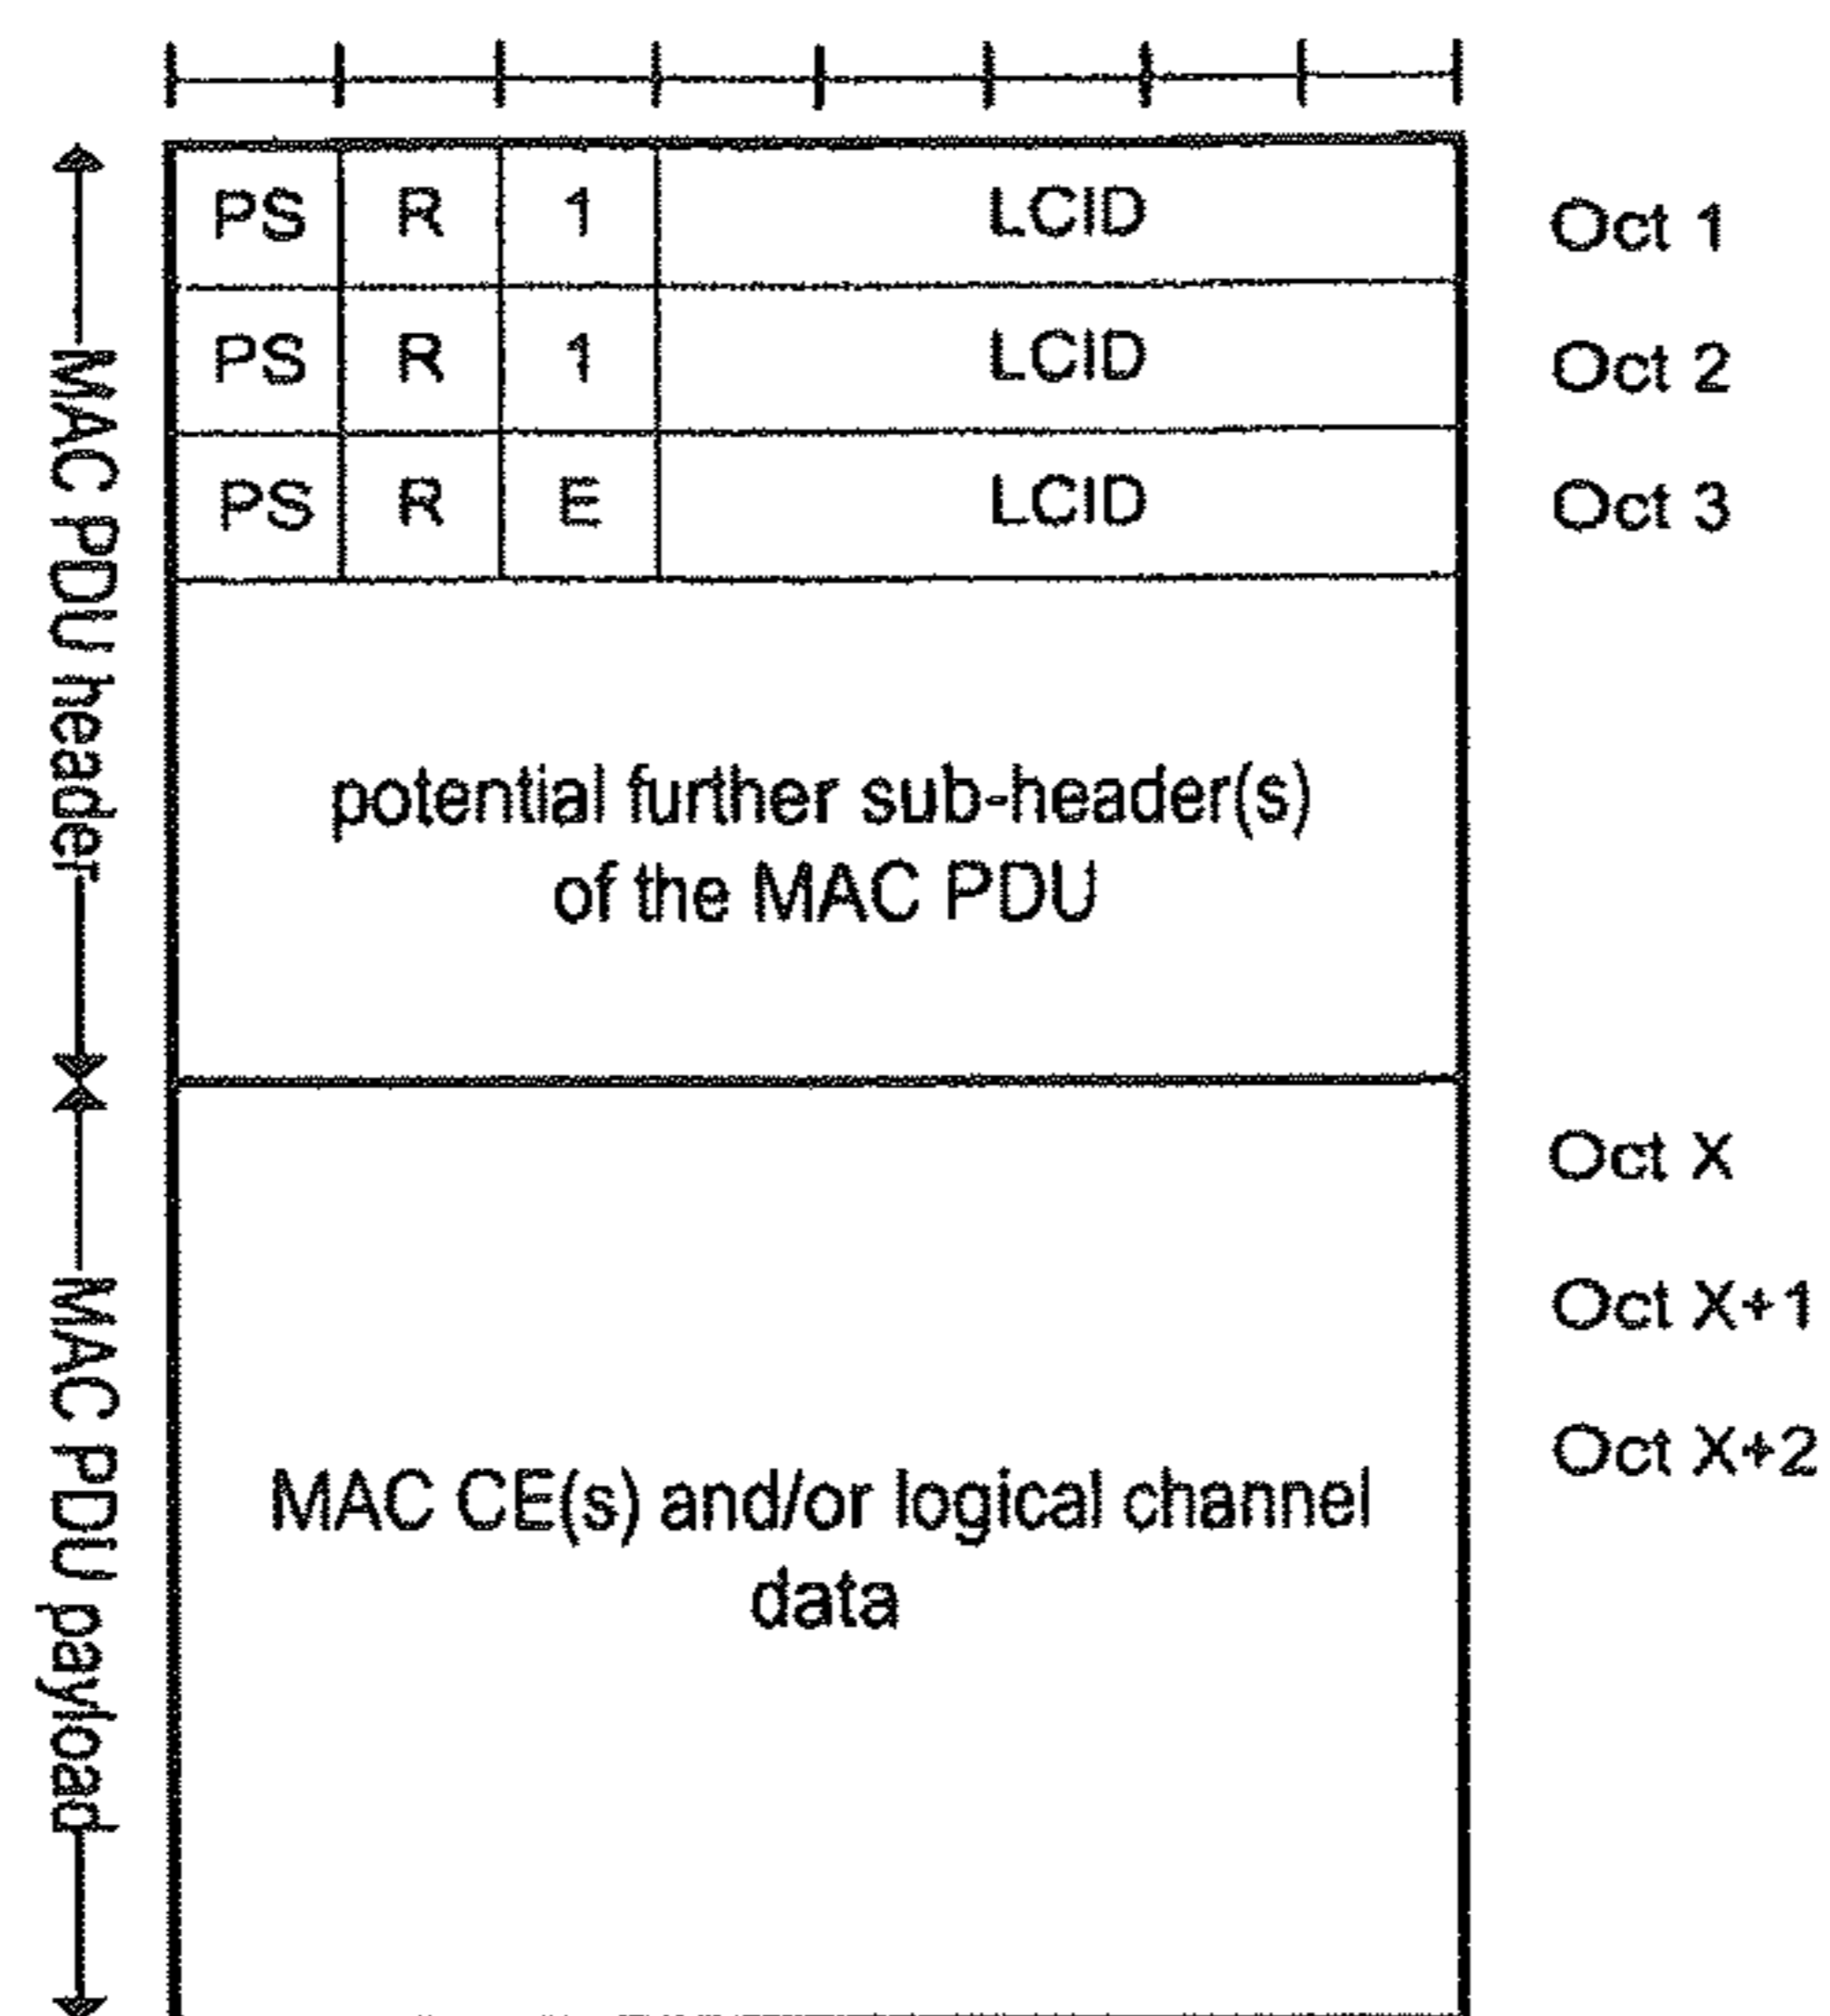 PS R 1 LCID Oct 1
PS R 1 LCID Oct 2
PS R E LCID Oct 3
MAC PDU header
potential further sub-header(s)
of the MAC PDU
Oct X
Oct X+1
Oct X+2
MAC PDU payload
MAC CE(s) and/or logical channel
data